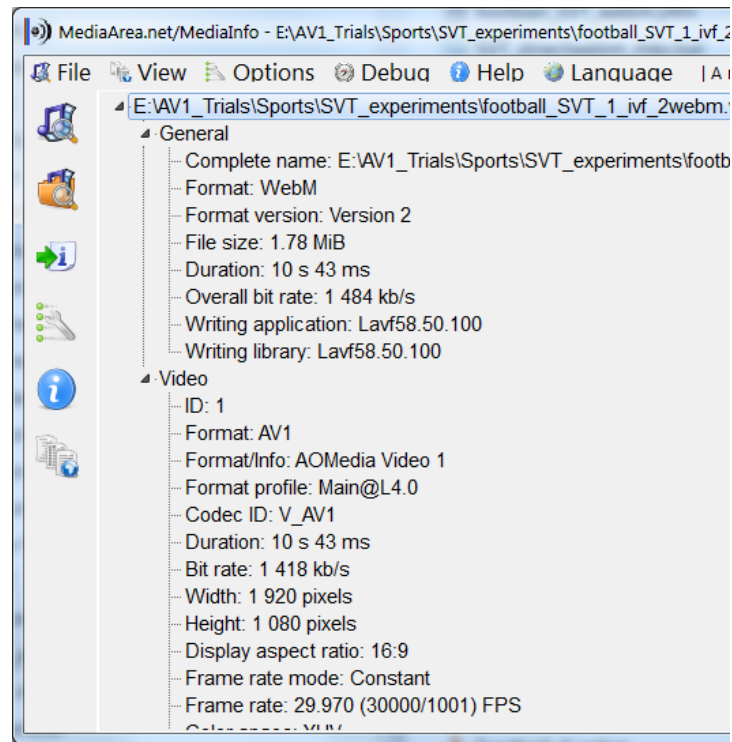 MediaArea.net/MediaInfo - E:\AV1_Trials\Sports\SVT_experiments\football_SVT_1_ivf_2
File View Options Debug Help Language | A
E:\AV1_Trials\Sports\SVT_experiments\football_SVT_1_ivf_2webm.
General
Complete name: E:\AV1_Trials\Sports\SVT_experiments\footb
Format: WebM
Format version: Version 2
File size: 1.78 MiB
Duration: 10 s 43 ms
Overall bit rate: 1 484 kb/s
Writing application: Lavf58.50.100
Writing library: Lavf58.50.100
Video
ID: 1
Format: AV1
Format/Info: AOMedia Video 1
Format profile: Main@L4.0
Codec ID: V_AV1
Duration: 10 s 43 ms
Bit rate: 1 418 kb/s
Width: 1 920 pixels
Height: 1 080 pixels
Display aspect ratio: 16:9
Frame rate mode: Constant
Frame rate: 29.970 (30000/1001) FPS
Color space: YUV